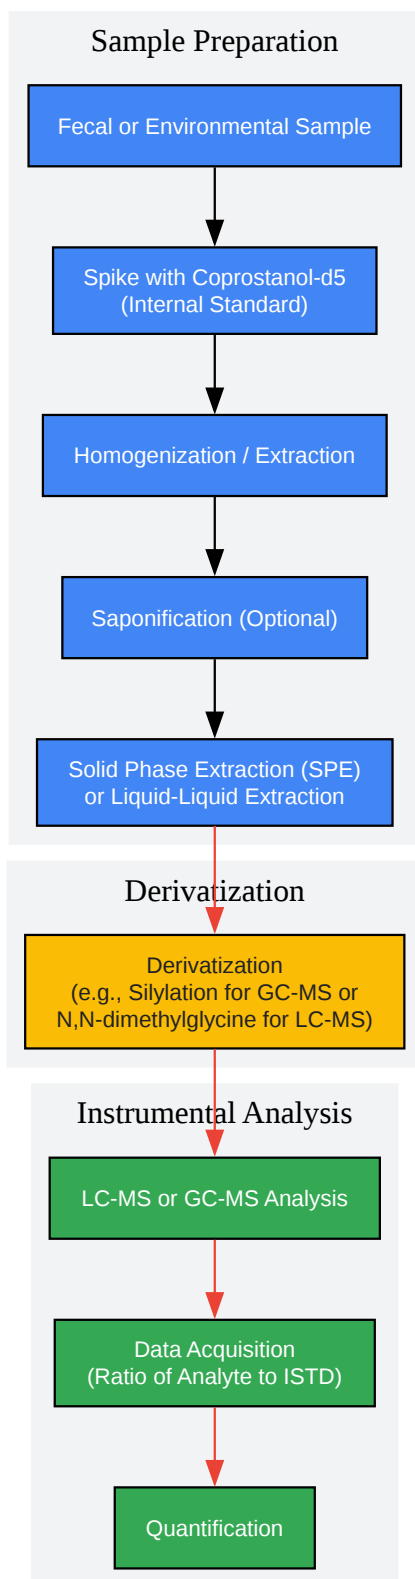 Sample Preparation
Fecal or Environmental Sample
Spike with Coprostanol-d5
(Internal Standard)
Homogenization / Extraction
Saponification (Optional)
Solid Phase Extraction (SPE)
or Liquid-Liquid Extraction
Derivatization
Derivatization
(e.g., Silylation for GC-MS or
N,N-dimethylglycine for LC-MS)
Instrumental Analysis
LC-MS or GC-MS Analysis
Data Acquisition
(Ratio of Analyte to ISTD)
Quantification